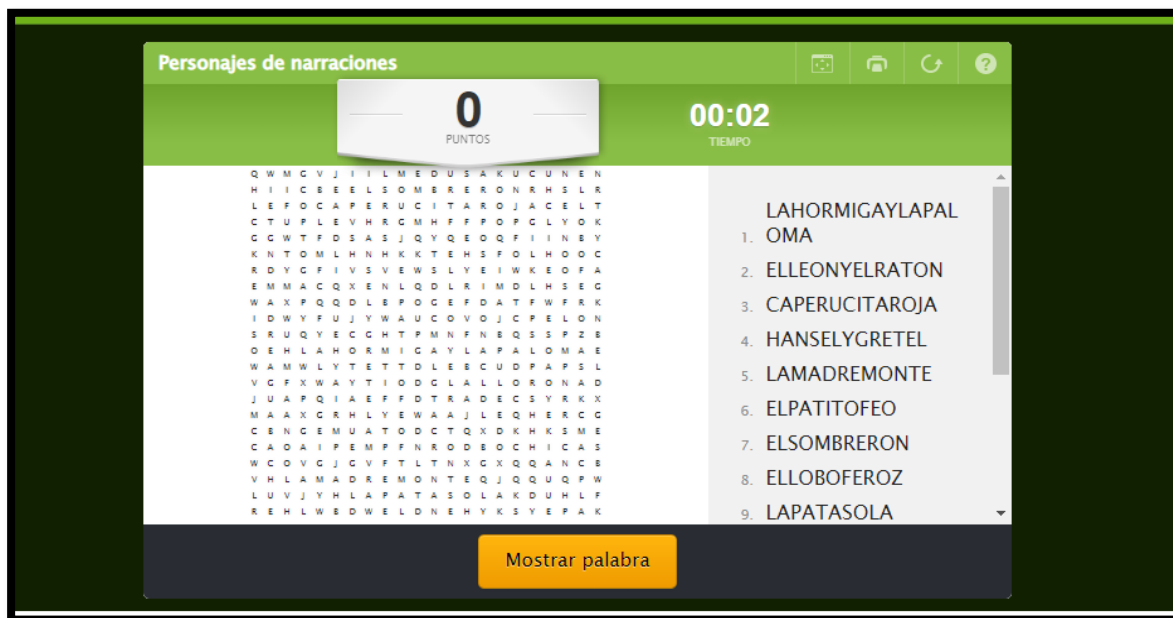 Personajes de narraciones
0
PUNTOS
00:02
TIEMPO
Q W M G V J I I L M E D U S A K U C U N E N
H I I C B E E L S O M B R E R O N R H S L R
L E F O C A P E R U C I T A R O J A C E L T
C T U P L E V H R G M H F F P O P G L Y O K
G G W T F D S A S J Q Y Q E O Q F I I N B Y
K N T O M L H N H K K T E H S F O L H O O C
R D Y G F I V S V E W S L Y E I W K E O F A
E M M A C Q X E N L Q D L R I M D L H S E G
W A X P Q Q D L B P O G E F D A T F W F R K
I D W Y F U J Y W A U C O V O J C P E L O N
S R U Q Y E C G H T P M N F N B Q S S P Z B
O E H L A H O R M I G A Y L A P A L O M A E
W A M W L Y T E T T D L E B C U D P A P S L
V G F X W A Y T I O D G L A L L O R O N A D
J U A P Q I A E F F D T R A D E C S Y R K X
M A A X G R H L Y E W A A J L E Q H E R C G
C B N G E M U A T O D C T Q X D K H K S M E
C A O A I P E M P F N R O D B O C H I C A S
W C O V G J G V F T L T N X G X Q Q A N C B
V H L A M A D R E M O N T E Q J Q Q U Q P W
L U V J Y H L A P A T A S O L A K D U H L F
R E H L W B D W E L D N E H Y K S Y E P A K
1. LAHORMIGAYLAPAL
OMA
2. ELLEONYELRATON
3. CAPERUCITAROJA
4. HANSELYGRETEL
5. LAMADREMONTE
6. ELPATITOFEO
7. ELSOMBRERON
8. ELLOBOFEROZ
9. LAPATASOLA
Mostrar palabra